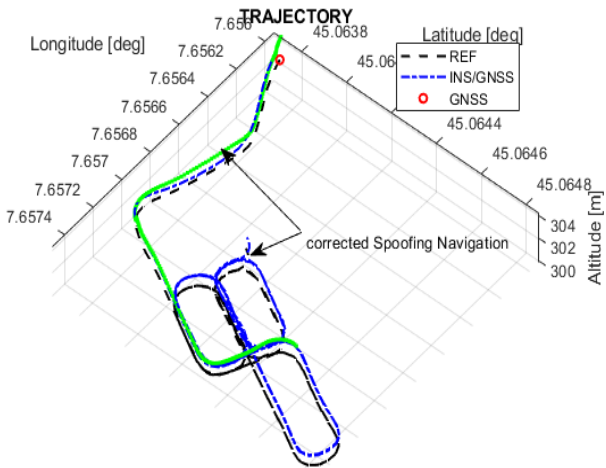 TRAJECTORY
Longitude [deg]
Latitude [deg]
7.656
7.6562
7.6564
7.6566
7.6568
7.657
7.6572
7.6574
45.0638
45.0644
45.0646
45.0648
REF
INS/GNSS
GNSS
304
302
300
Altitude [m]
corrected Spoofing Navigation